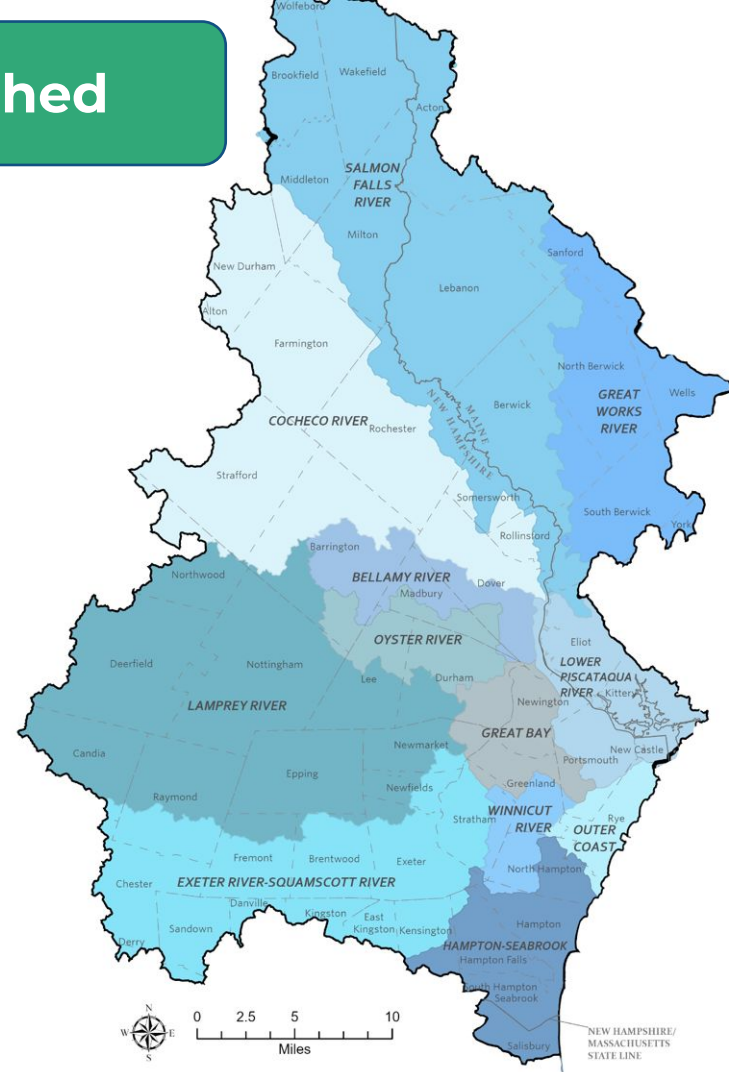 hed
Wolfeboro
Brookfield
Wakefield
Acton
Middleton
SALMON
FALLS
RIVER
Milton
Sanford
New Durham
Lebanon
Alton
Farmington
North Berwick
Wells
GREAT
WORKS
RIVER
Berwick
COCHECO RIVER
Rochester
MAINE
NEW HAMPSHIRE
Strafford
Somersworth
South Berwick
York
Rollinsford
Barrington
Northwood
BELLAMY RIVER
Dover
Madbury
OYSTER RIVER
Eliot
Deerfield
Nottingham
Lee
Durham
LOWER
PISCATAQUA
RIVER
Kittery
LAMPREY RIVER
Newington
GREAT BAY
Newmarket
New Castle
Candia
Portsmouth
Epping
Greenland
Newfields
Raymond
Stratham
WINNICUT
RIVER
Rye
OUTER
COAST
Fremont
Brentwood
Exeter
North Hampton
Chester
EXETER RIVER-SQUAMSCOTT RIVER
Danville
Kingston
East
Kingston
Kensington
Sandown
Hampton
Derry
HAMPTON-SEABROOK
Hampton Falls
South Hampton
Seabrook
Salisbury
N
W
E
S
0
2.5
5
10
Miles
NEW HAMPSHIRE/
MASSACHUSETTS
STATE LINE